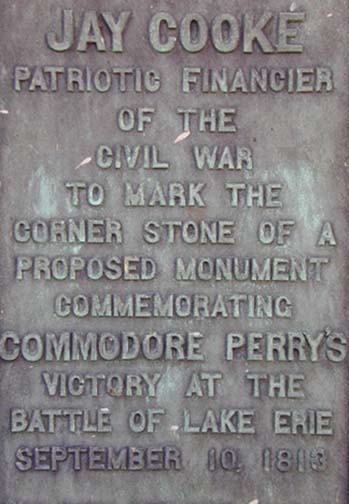 JAY COOKE
PATRIOTIC FINANCIER
OF THE
CIVIL WAR
TO MARK THE
CORNER STONE OF A
PROPOSED MONUMENT
COMMEMORATING
COMMODORE PERRY'S
VICTORY AT THE
BATTLE OF LAKE ERIE
SEPTEMBER 10, 1813